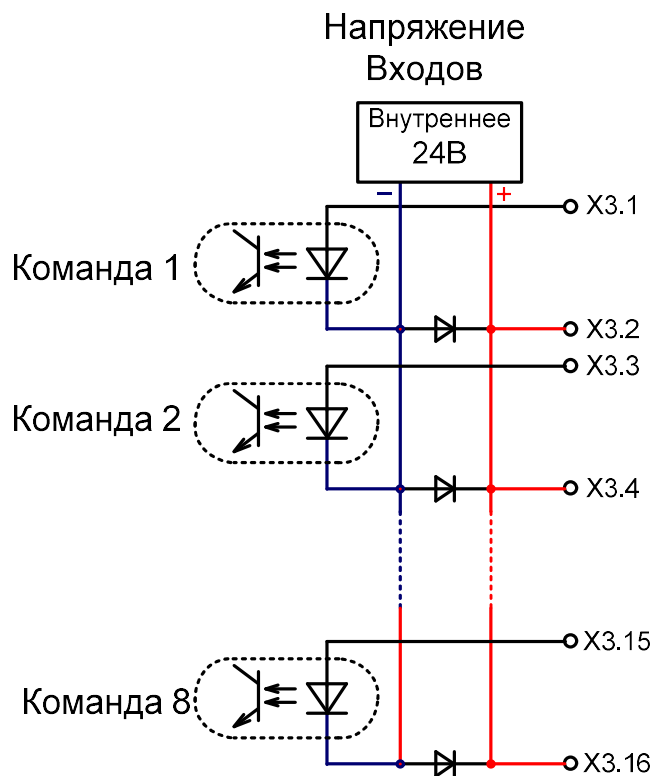 Напряжение
Входов
Внутреннее
24В
− +
X3.1
Команда 1
X3.2
X3.3
Команда 2
X3.4
X3.15
Команда 8
X3.16